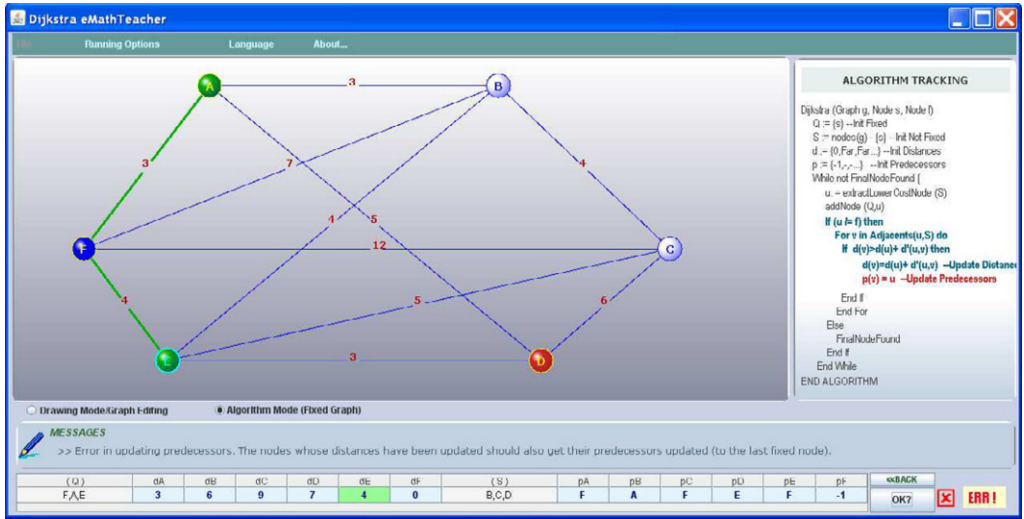 Dijkstra eMathTeacher
File Running Options Language About...
A
B
C
D
E
F
3
3
7
4
4
5
12
4
5
6
3
ALGORITHM TRACKING
Dijkstra (Graph g, Node s, Node f)
Q := {s} --Init Fixed
S := nodos(g) - {s} --Init Not Fixed
d := {0,Far,Far...} --Init Distances
p := {-1,-,-...} --Init Predecessors
While not FinalNodeFound {
u := extractLowerCostNode (S)
addNode (Q,u)
If (u != f) then
For v in Adjacents(u,S) do
If d(v)>d(u)+ d'(u,v) then
d(v)=d(u)+ d'(u,v) --Update Distance
p(v) = u --Update Predecessors
End If
End For
Else
FinalNodeFound
End If
End While
END ALGORITHM
Drawing Mode/Graph Editing Algorithm Mode (Fixed Graph)
MESSAGES
>> Error in updating predecessors. The nodes whose distances have been updated should also get their predecessors updated (to the last fixed node).
(Q) dA dB dC dD dE dF (S) pA pB pC pD pE pF <<BACK
F,A,E 3 6 9 7 4 0 B,C,D F A F E F -1 OK? ERR !